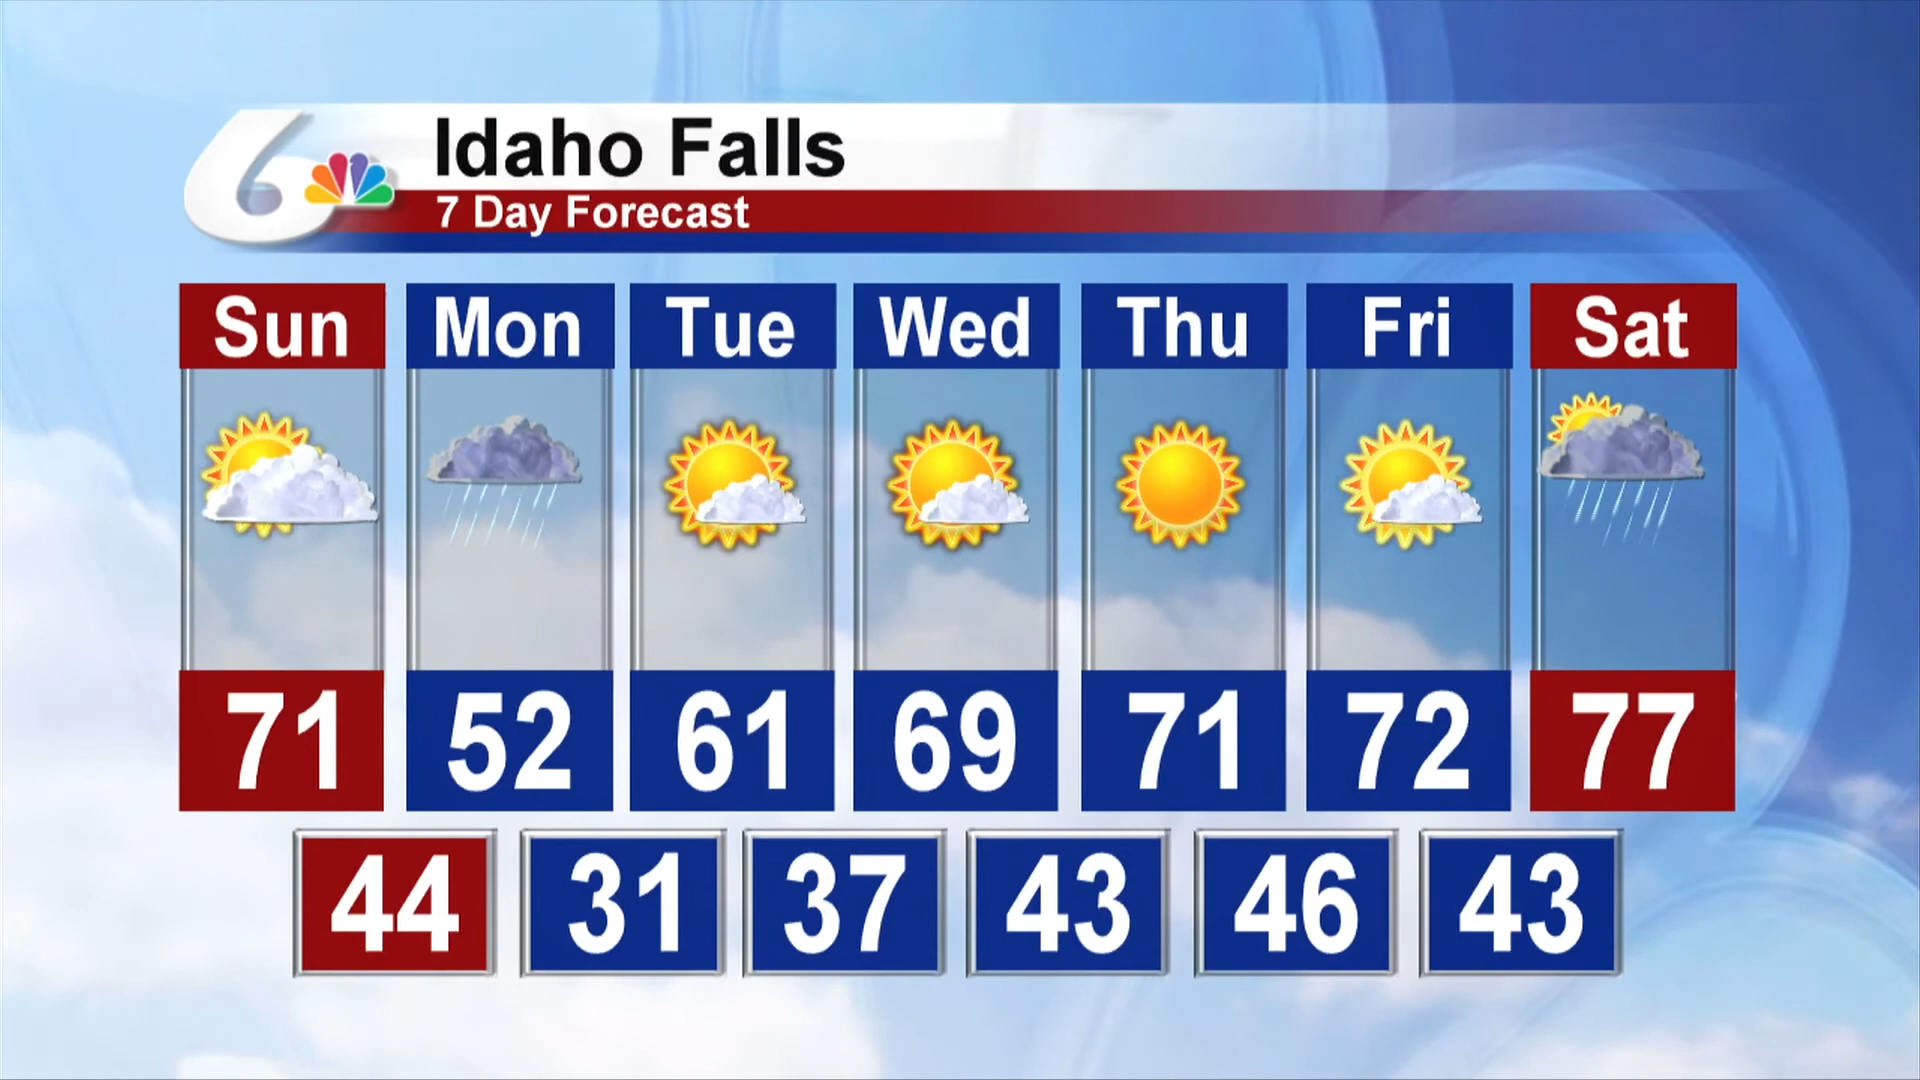 6
Idaho Falls
7 Day Forecast
Sun Mon Tue Wed Thu Fri Sat
71 52 61 69 71 72 77
44 31 37 43 46 43